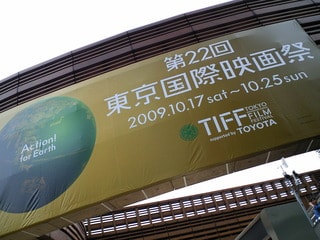 第22回
東京国際映画祭
2009.10.17 sat ~ 10.25 sun
Action!
for Earth
TIFF
TOKYO
FILM
FESTIVAL
supported by TOYOTA